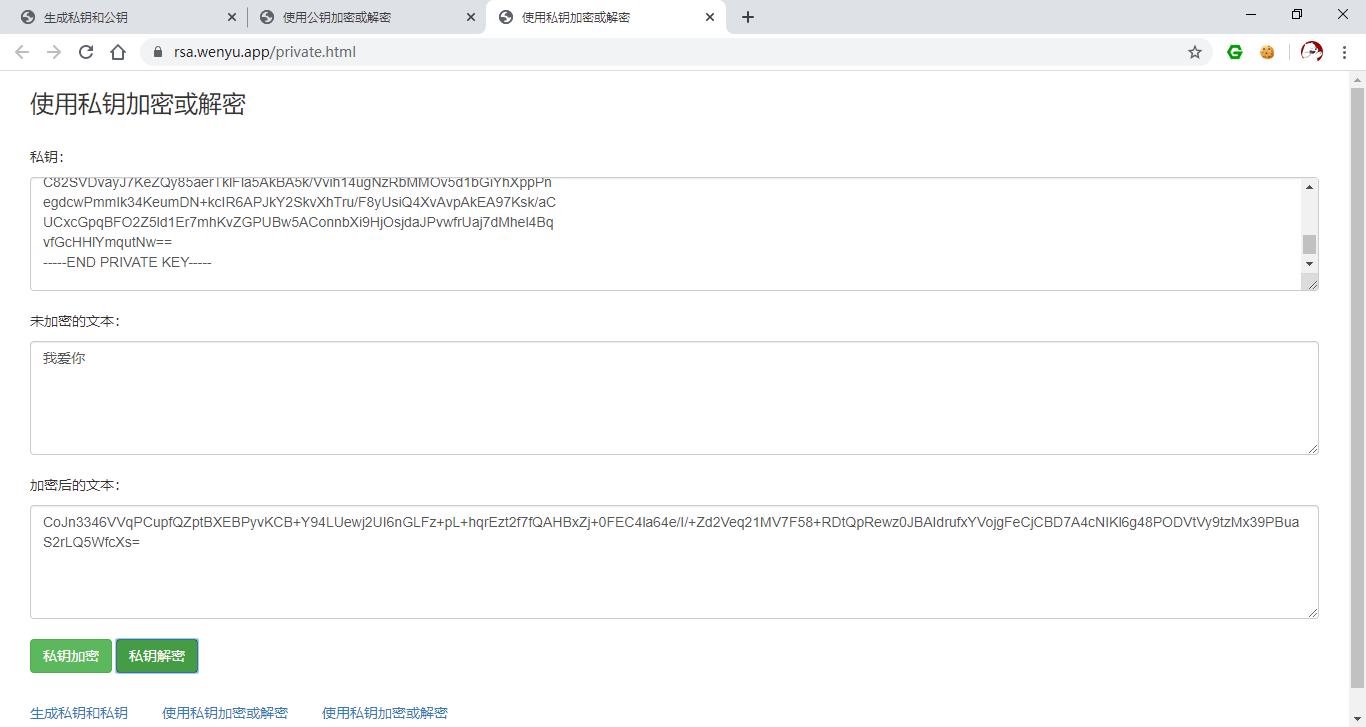 生成私钥和公钥
使用公钥加密或解密
使用私钥加密或解密
rsa.wenyu.app/private.html
使用私钥加密或解密
私钥：
C82SVDvayJ7KeZQy85aerTklFla5AkBA5k/Vvih14ugNzRbMMOv5d1bGiYhXppPh
egdcwPmmIk34KeumDN+kcIR6APJkY2SkvXhTru/F8yUsiQ4XvAvpAkEA97Ksk/aC
UCxcGpqBFO2Z5Id1Er7mhKvZGPUBw5AConnbXi9HjOsjdaJPvwfrUaj7dMheI4Bq
vfGcHHIYmqutNw==
-----END PRIVATE KEY-----
未加密的文本：
我爱你
加密后的文本：
CoJn3346VVqPCupfQZptBXEBPyvKCB+Y94LUewj2UI6nGLFz+pL+hqrEzt2f7fQAHBxZj+0FEC4la64e/I/+Zd2Veq21MV7F58+RDtQpRewz0JBAIdrufxYVojgFeCjCBD7A4cNIKI6g48PODVtVy9tzMx39PBua
S2rLQ5WfcXs=
私钥加密 私钥解密
生成私钥和私钥 使用私钥加密或解密 使用私钥加密或解密